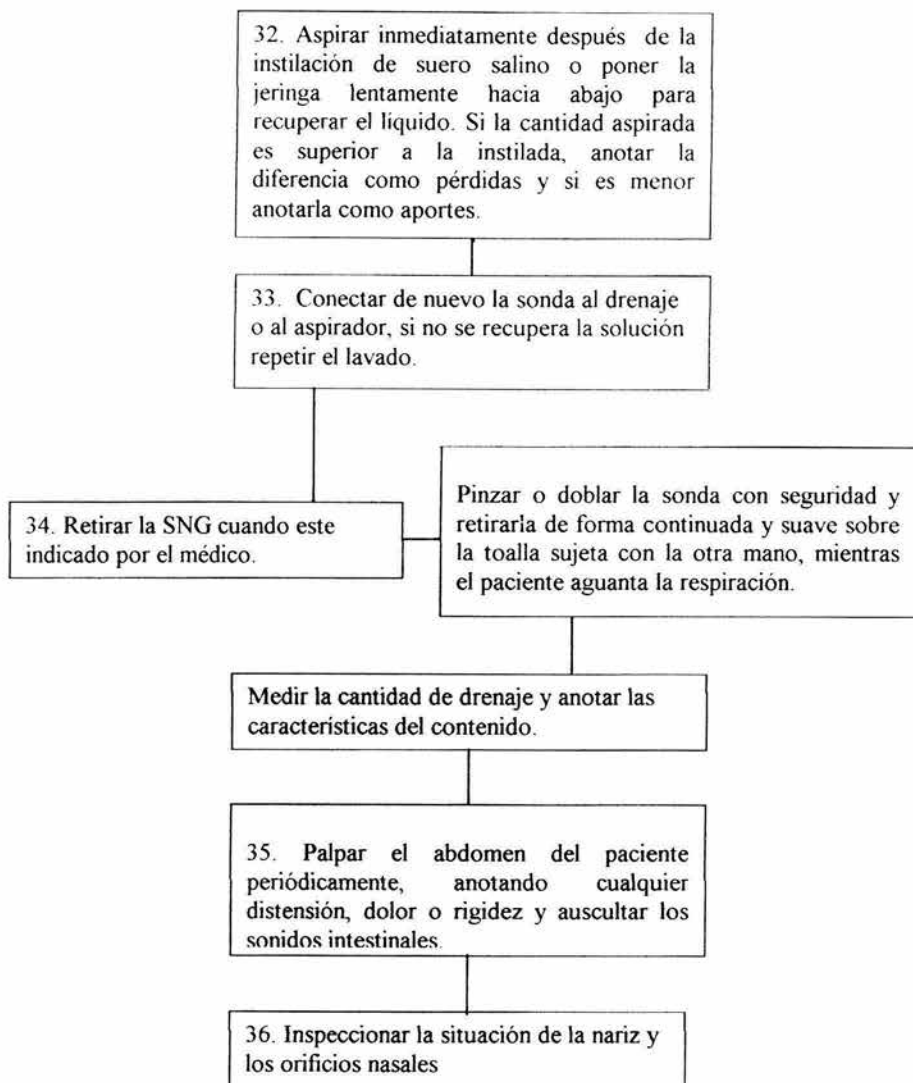 32. Aspirar inmediatamente después de la
instilación de suero salino o poner la
jeringa lentamente hacia abajo para
recuperar el líquido. Si la cantidad aspirada
es superior a la instilada, anotar la
diferencia como pérdidas y si es menor
anotarla como aportes.
33. Conectar de nuevo la sonda al drenaje
o al aspirador, si no se recupera la solución
repetir el lavado.
34. Retirar la SNG cuando este
indicado por el médico.
Pinzar o doblar la sonda con seguridad y
retirarla de forma continuada y suave sobre
la toalla sujeta con la otra mano, mientras
el paciente aguanta la respiración.
Medir la cantidad de drenaje y anotar las
características del contenido.
35. Palpar el abdomen del paciente
periódicamente, anotando cualquier
distensión, dolor o rigidez y auscultar los
sonidos intestinales.
36. Inspeccionar la situación de la nariz y
los orificios nasales